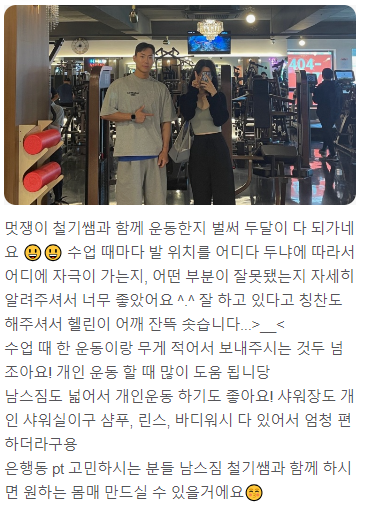 404-
멋쟁이 철기쌤과 함께 운동한지 벌써 두달이 다 되가네
요 😃😃 수업 때마다 발 위치를 어디다 두냐에 따라서
어디에 자극이 가는지, 어떤 부분이 잘못됐는지 자세히
알려주셔서 너무 좋았어요 ^.^ 잘 하고 있다고 칭찬도
해주셔서 헬린이 어깨 잔뜩 솟습니다...>__<
수업 때 한 운동이랑 무게 적어서 보내주시는 것두 넘
조아요! 개인 운동 할 때 많이 도움 됩니당
남스짐도 넓어서 개인운동 하기도 좋아요! 샤워장도 개
인 샤워실이구 샴푸, 린스, 바디워시 다 있어서 엄청 편
하더라구용
은행동 pt 고민하시는 분들 남스짐 철기쌤과 함께 하시
면 원하는 몸매 만드실 수 있을거에요😊